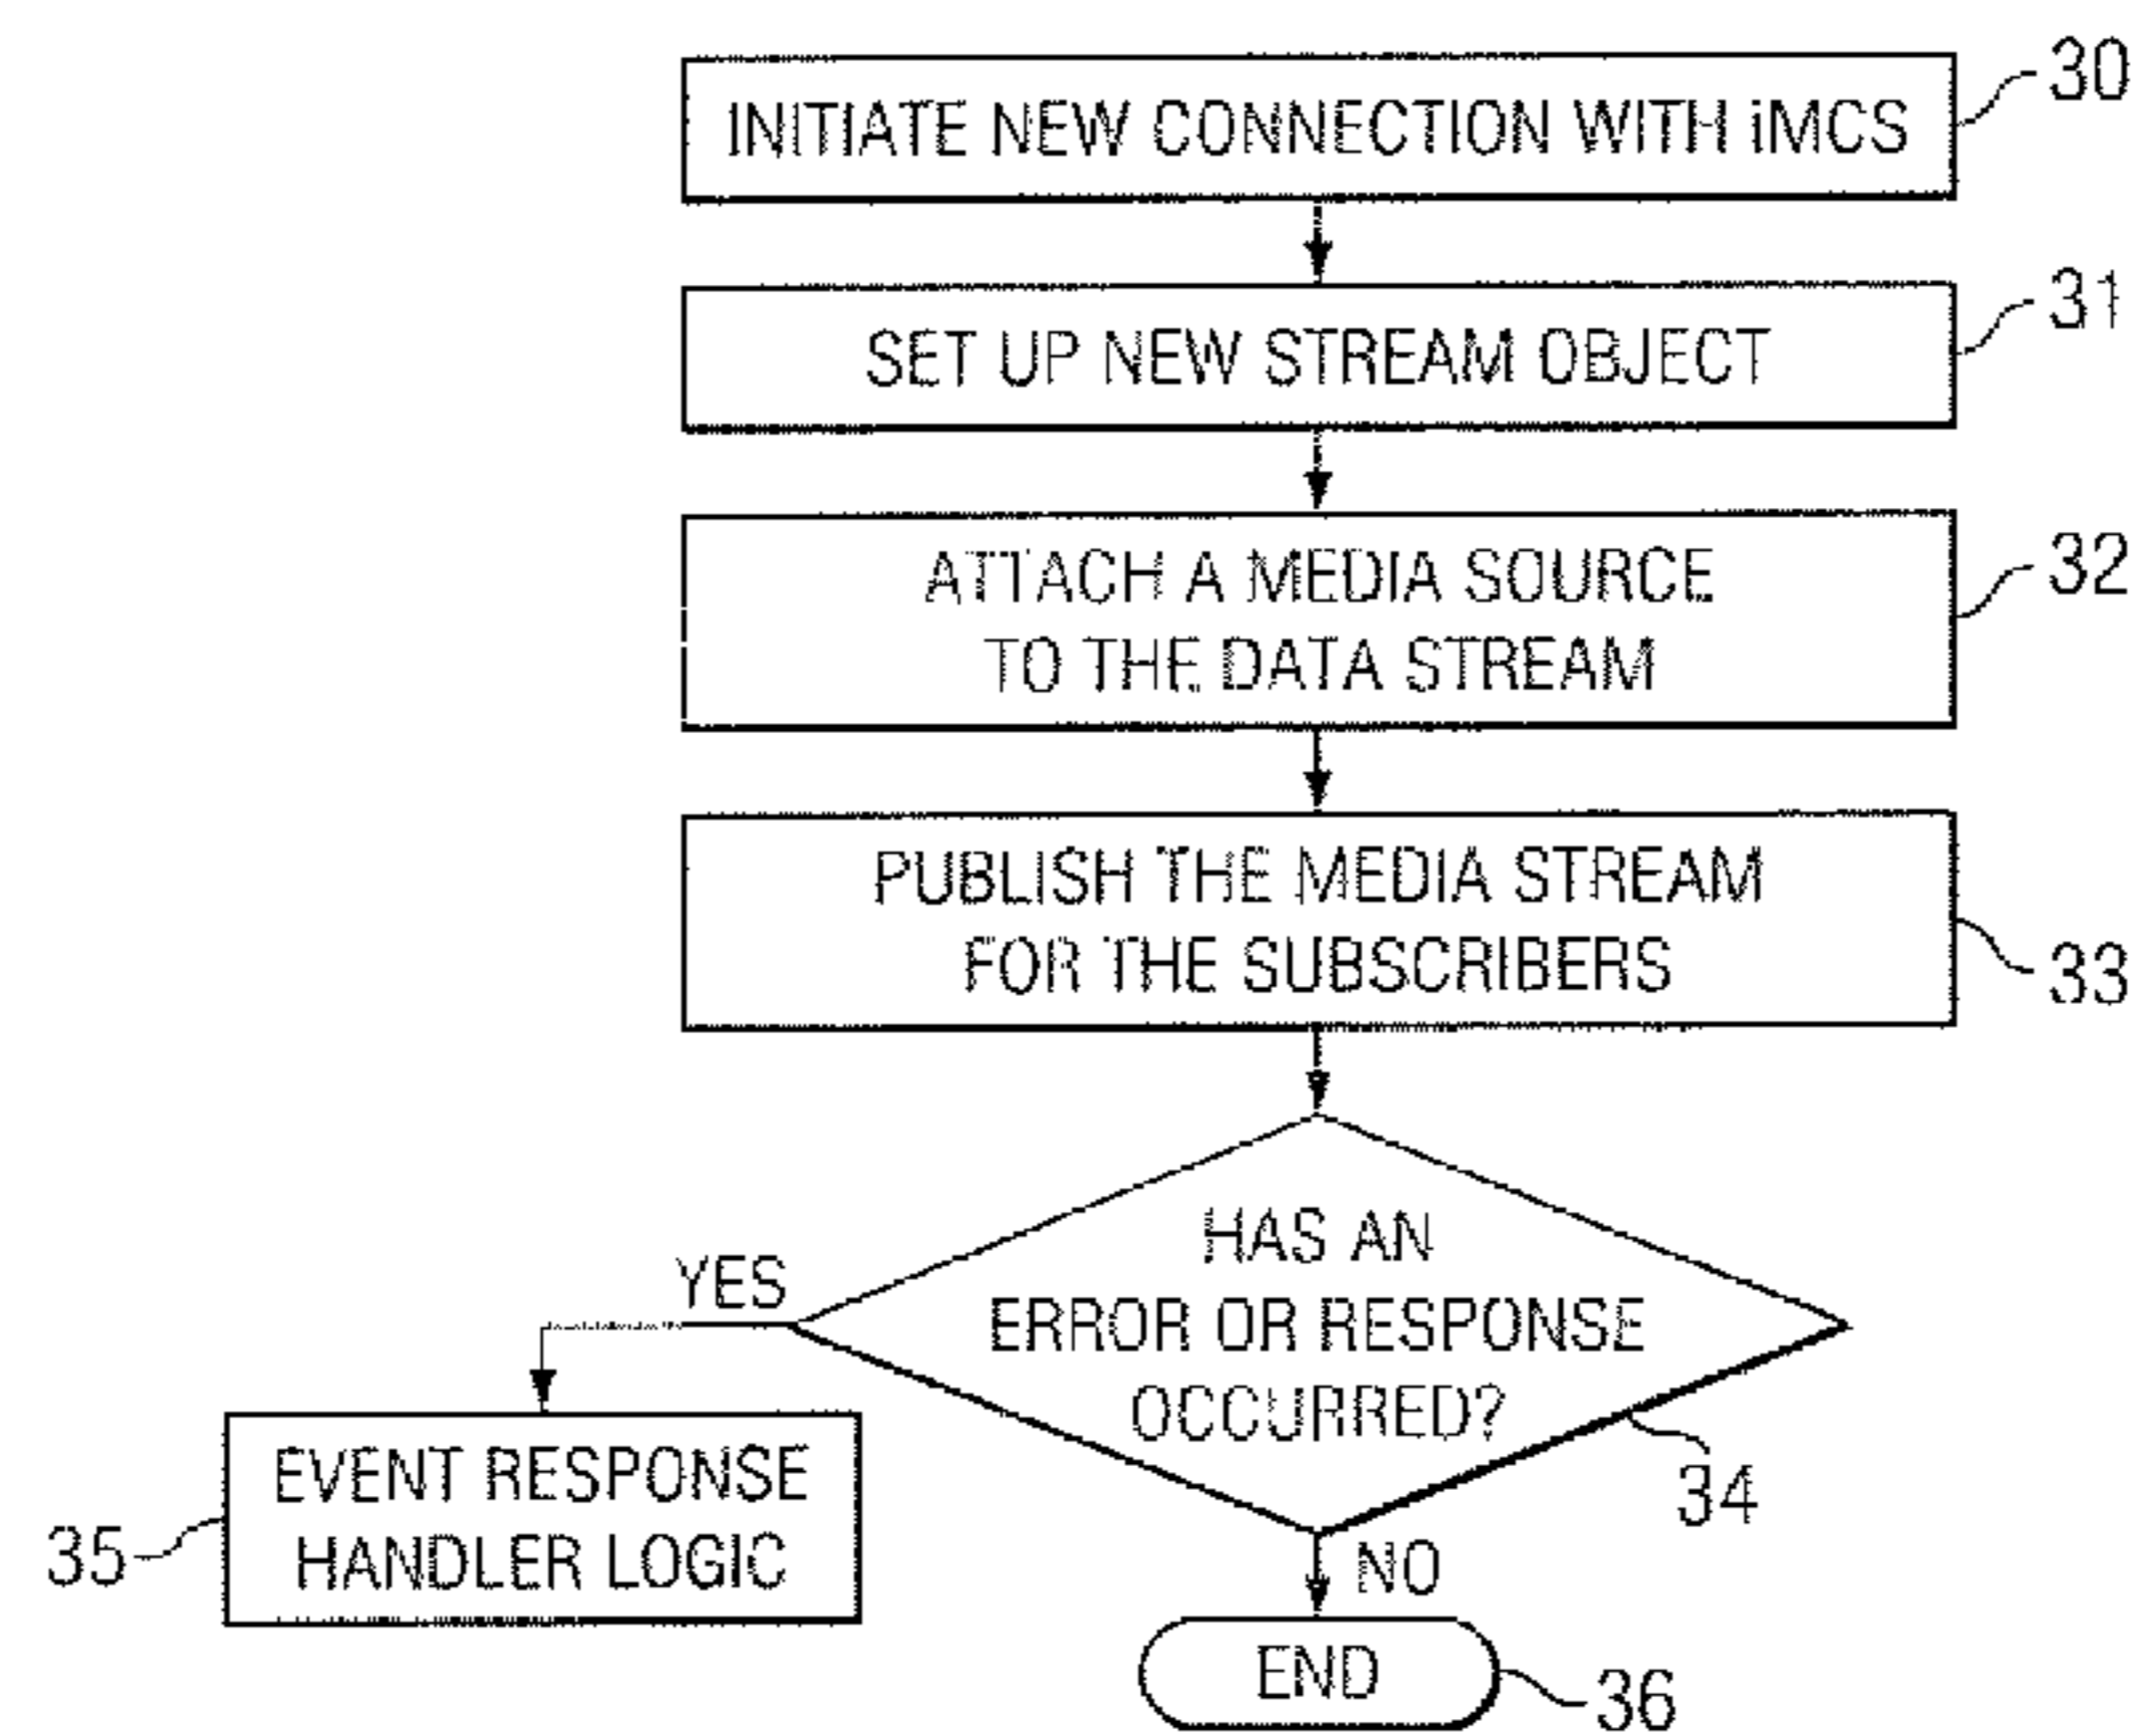 INITIATE NEW CONNECTION WITH iMCS
30
SET UP NEW STREAM OBJECT
31
ATTACH A MEDIA SOURCE
TO THE DATA STREAM
32
PUBLISH THE MEDIA STREAM
FOR THE SUBSCRIBERS
33
HAS AN
ERROR OR RESPONSE
OCCURRED?
34
YES
EVENT RESPONSE
HANDLER LOGIC
35
NO
END
36